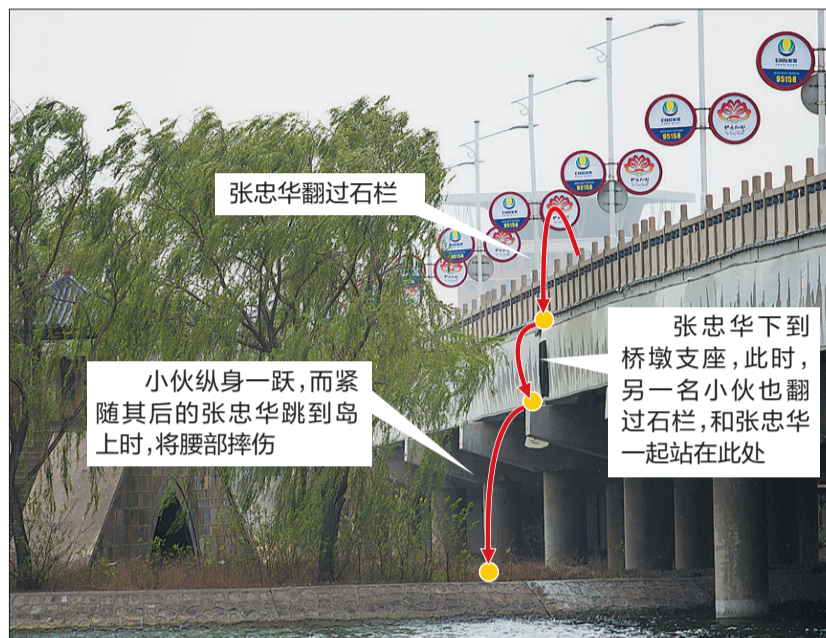 张忠华翻过石栏
张忠华下到
桥墩支座，此时，
另一名小伙也翻
过石栏，和张忠华
一起站在此处
小伙纵身一跃，而紧
随其后的张忠华跳到岛
上时，将腰部摔伤
95158
95158
95158
95158